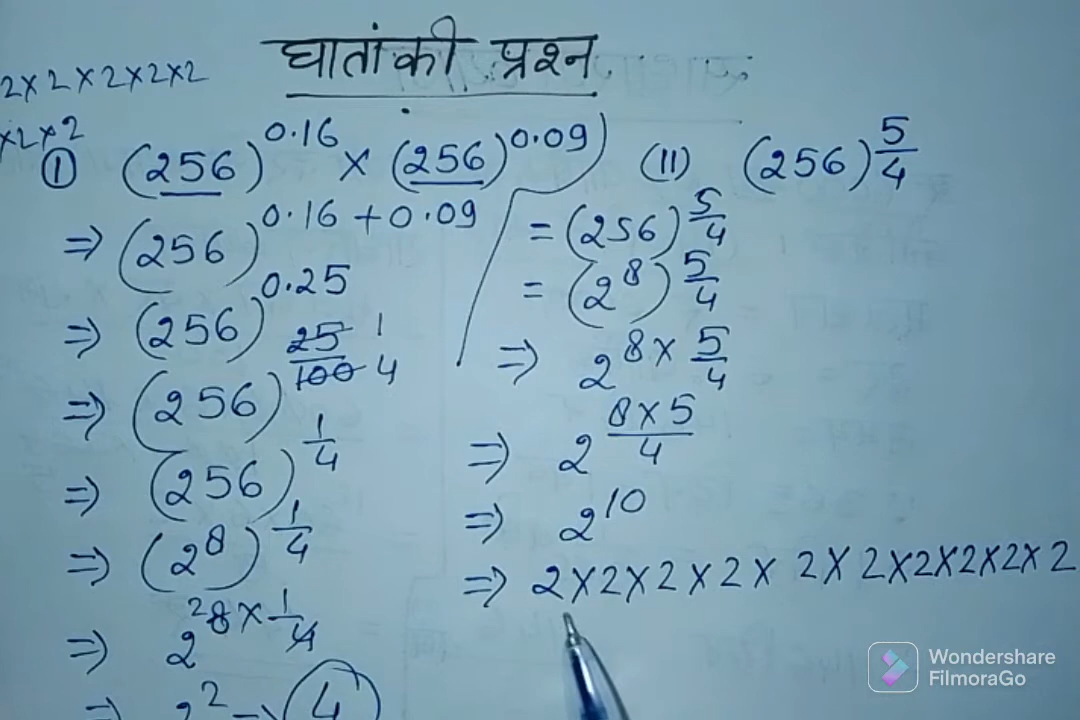 घातांकी प्रश्न
2×2×2×2×2
×2×2
① (256)^0.16 × (256)^0.09
⇒ (256)^0.16+0.09
⇒ (256)^0.25
⇒ (256)^25/100 1/4
⇒ (256)^1/4
⇒ (2^8)^1/4
⇒ 2^8×1/4 2
⇒ 2^2 ⇒ 4
(II) (256)^5/4
= (256)^5/4
= (2^8)^5/4
⇒ 2^8×5/4
⇒ 2^8×5/4
⇒ 2^10
⇒ 2×2×2×2×2×2×2×2×2×2
Wondershare
FilmoraGo